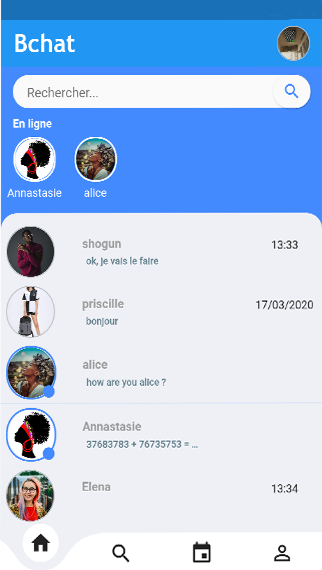 Bchat
Rechercher...
En ligne
Annastasie alice
shogun 13:33
ok, je vais le faire
priscille 17/03/2020
bonjour
alice
how are you alice ?
Annastasie
37683783 + 76735753 = ...
Elena 13:34